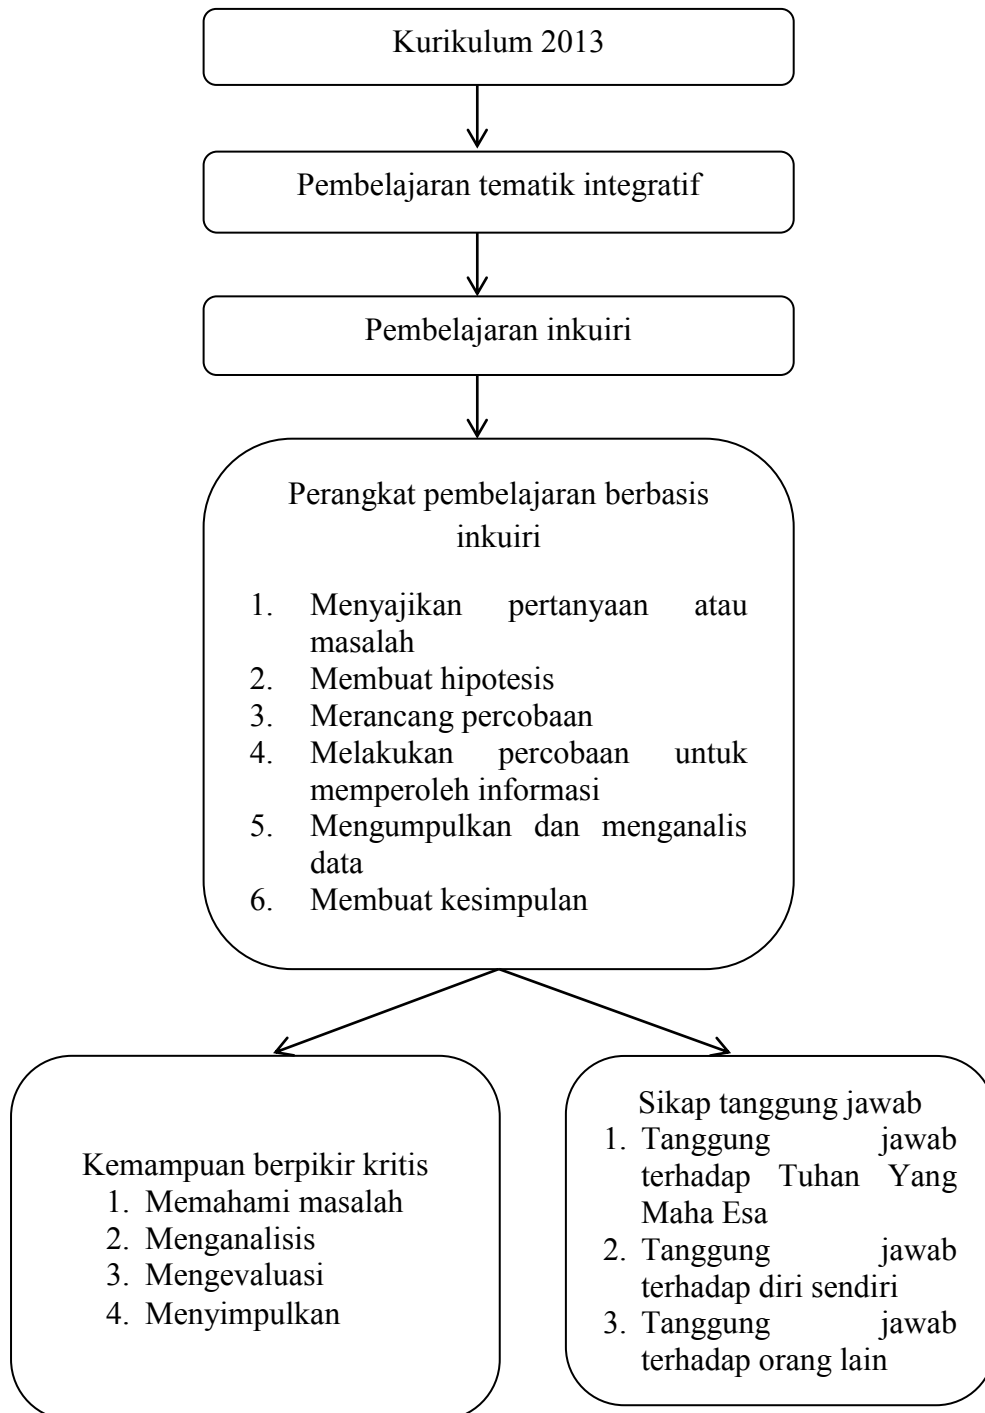 Kurikulum 2013
Pembelajaran tematik integratif
Pembelajaran inkuiri
Perangkat pembelajaran berbasis
inkuiri
1. Menyajikan pertanyaan atau
masalah
2. Membuat hipotesis
3. Merancang percobaan
4. Melakukan percobaan untuk
memperoleh informasi
5. Mengumpulkan dan menganalis
data
6. Membuat kesimpulan
Kemampuan berpikir kritis
1. Memahami masalah
2. Menganalisis
3. Mengevaluasi
4. Menyimpulkan
Sikap tanggung jawab
1. Tanggung jawab
terhadap Tuhan Yang
Maha Esa
2. Tanggung jawab
terhadap diri sendiri
3. Tanggung jawab
terhadap orang lain